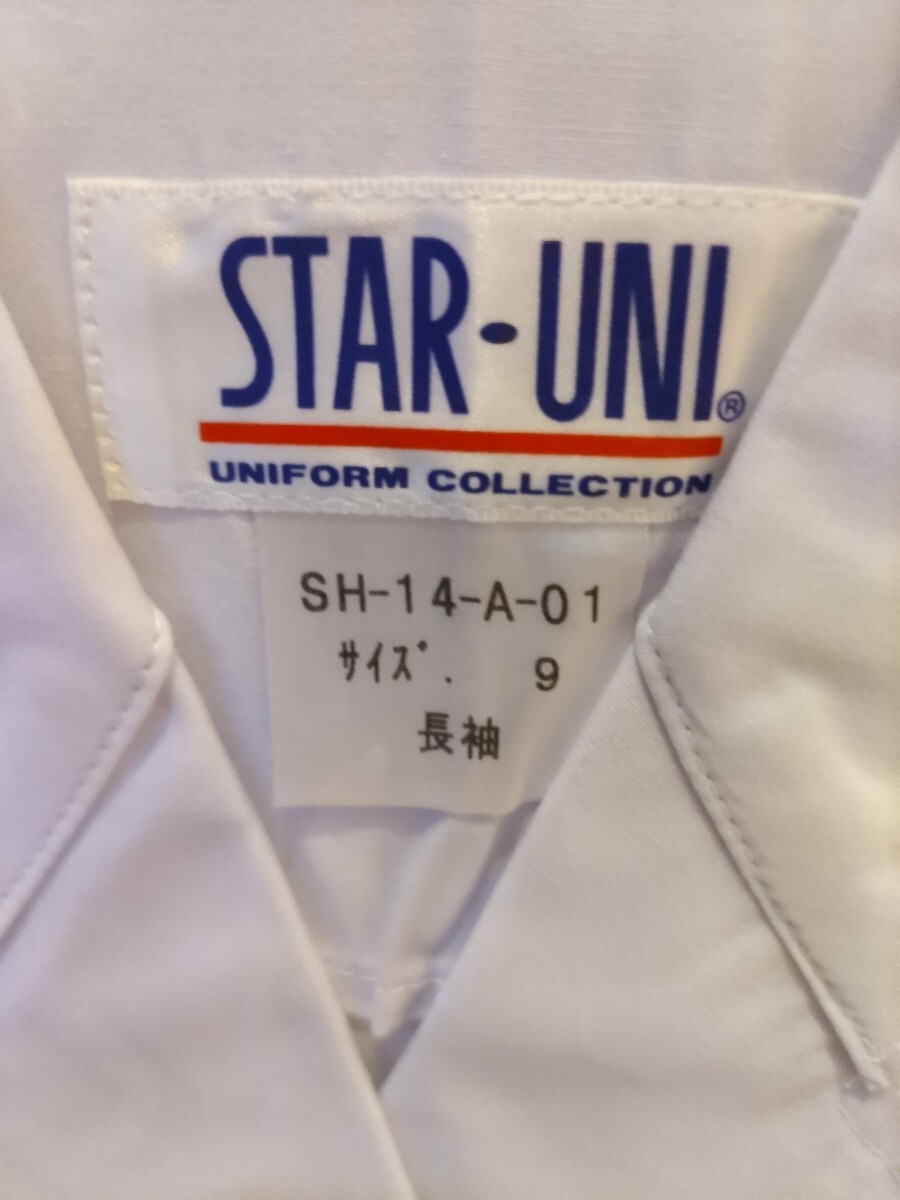 STAR・UNI®
UNIFORM COLLECTION
SH-14-A-01
ｻｲｽﾞ. 9
長袖